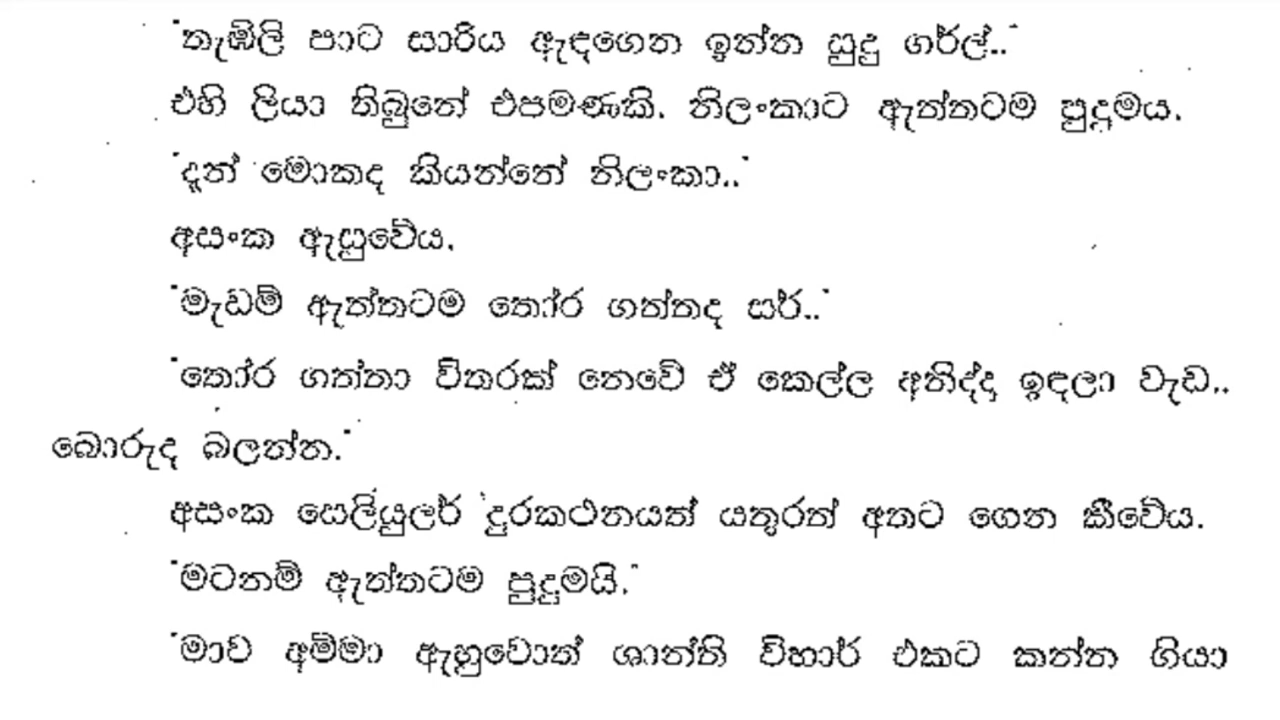 "තැඹිලි පාට සාරිය ඇඳගෙන ඉන්න සුදු ගර්ල්.."
එහි ලියා තිබුනේ එපමණකි. නිලංකාට ඇත්තටම පුදුමය.
"දැන් මොකද කියන්නේ නිලංකා.."
අසංක ඇසුවේය.
"මැඩම් ඇත්තටම තෝර ගත්තද සර්.."
"තෝර ගත්තා විතරක් නෙවේ ඒ කෙල්ල අනිද්ද ඉඳලා වැඩ..
බොරුද බලන්න."
අසංක සෙලියුලර් දුරකථනයත් යතුරත් අතට ගෙන කීවේය.
"මටනම් ඇත්තටම පුදුමයි."
"මාව අම්මා ඇහුවොත් ශාන්ති විහාර් එකට කන්න ගියා